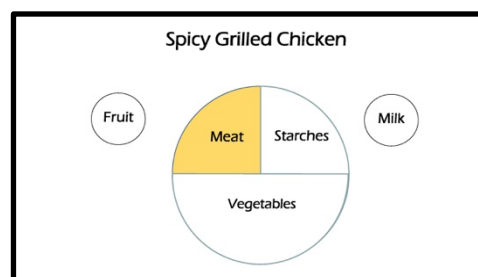 Spicy Grilled Chicken
Fruit
Milk
Meat
Starches
Vegetables